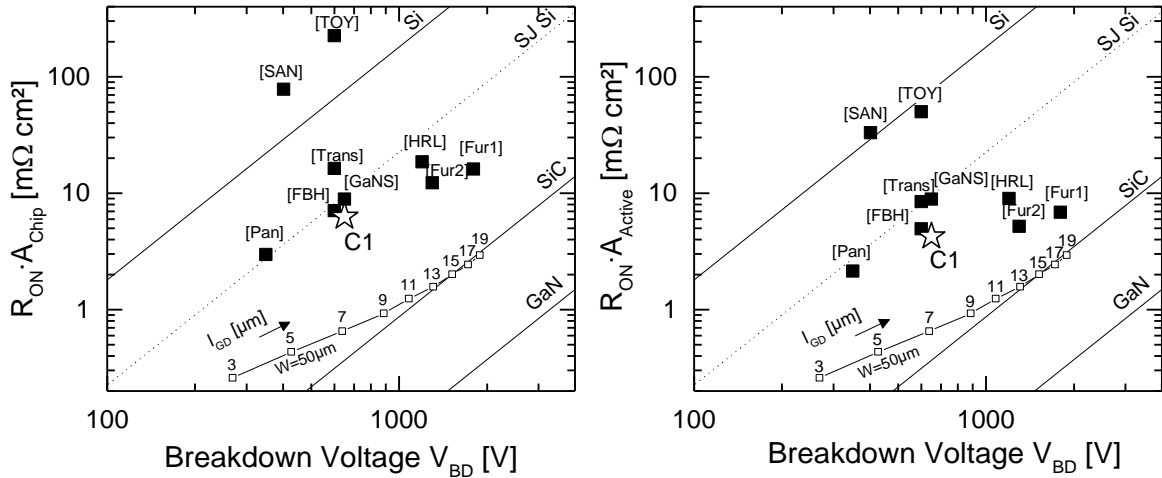 R_ON·A_Chip [mΩ cm²]
100
10
1
[TOY]
Si
SJ Si
[SAN]
[Trans]
[HRL]
[Fur1]
[GaNS]
[Fur2]
SiC
[FBH]
C1
[Pan]
19
17
15
13
11
9
7
5
3
l_GD [µm]
W=50µm
GaN
100
1000
Breakdown Voltage V_BD [V]
R_ON·A_Active [mΩ cm²]
100
10
1
Si
SJ Si
[TOY]
[SAN]
[Trans]
[GaNS]
[HRL]
[Fur1]
SiC
[FBH]
[Fur2]
C1
[Pan]
19
17
15
13
11
9
7
5
3
l_GD [µm]
W=50µm
GaN
100
1000
Breakdown Voltage V_BD [V]